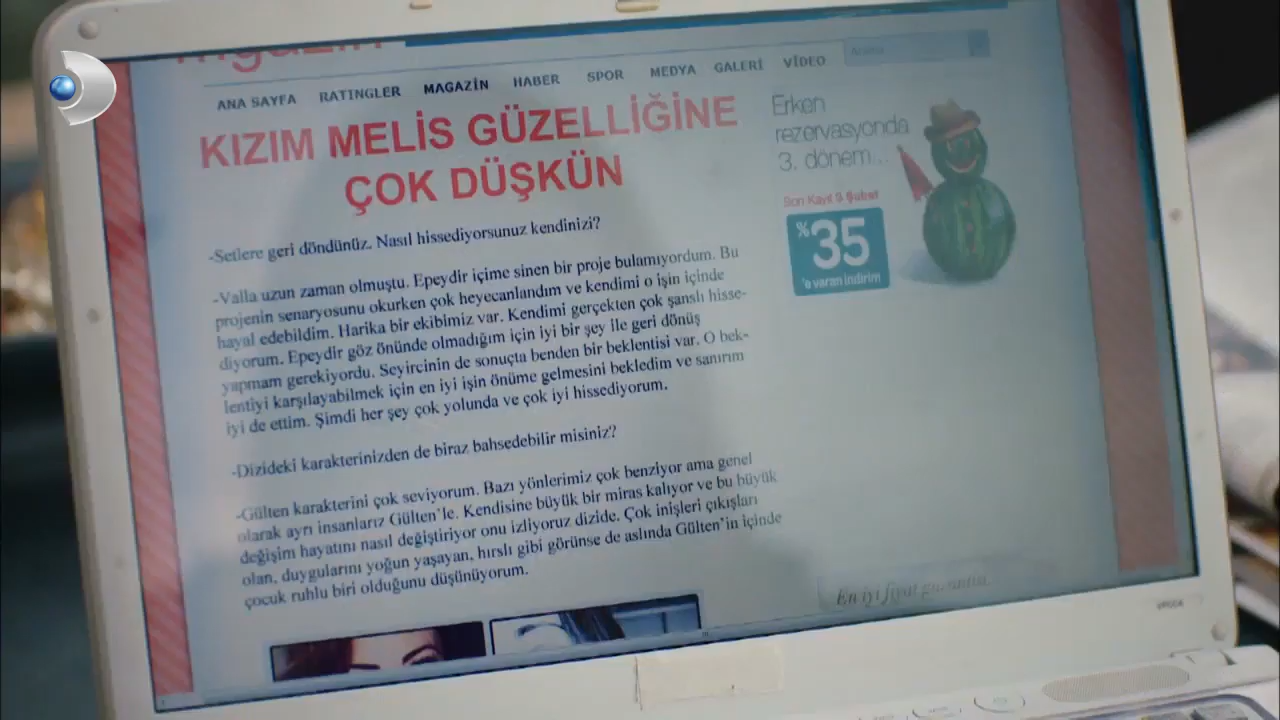 ANA SAYFA RATINGLER MAGAZİN HABER SPOR MEDYA GALERİ VİDEO
KIZIM MELİS GÜZELLİĞİNE
ÇOK DÜŞKÜN
-Setlere geri döndünüz. Nasıl hissediyorsunuz kendinizi?
-Valla uzun zaman olmuştu. Epeydir içime sinen bir proje bulamıyordum. Bu
projenin senaryosunu okurken çok heyecanlandım ve kendimi o işin içinde
hayal edebildim. Harika bir ekibimiz var. Kendimi gerçekten çok şanslı hisse-
diyorum. Epeydir göz önünde olmadığım için iyi bir şey ile geri dönüş
yapmam gerekiyordu. Seyircinin de sonuçta benden bir beklentisi var. O bek-
lentiyi karşılayabilmek için en iyi işin önüme gelmesini bekledim ve sanırım
iyi de ettim. Şimdi her şey çok yolunda ve çok iyi hissediyorum.
-Dizideki karakterinizden de biraz bahsedebilir misiniz?
-Gülten karakterini çok seviyorum. Bazı yönlerimiz çok benziyor ama genel
olarak ayrı insanlarız Gülten'le. Kendisine büyük bir miras kalıyor ve bu büyük
değişim hayatını nasıl değiştiriyor onu izliyoruz dizide. Çok inişleri çıkışları
olan, duygularını yoğun yaşayan, hırslı gibi görünse de aslında Gülten'in içinde
çocuk ruhlu biri olduğunu düşünüyorum.
Erken
rezervasyonda
3. dönem...
Son Kayıt 9 Şubat
%35
'e varan indirim
En iyi fiyat garantisi.